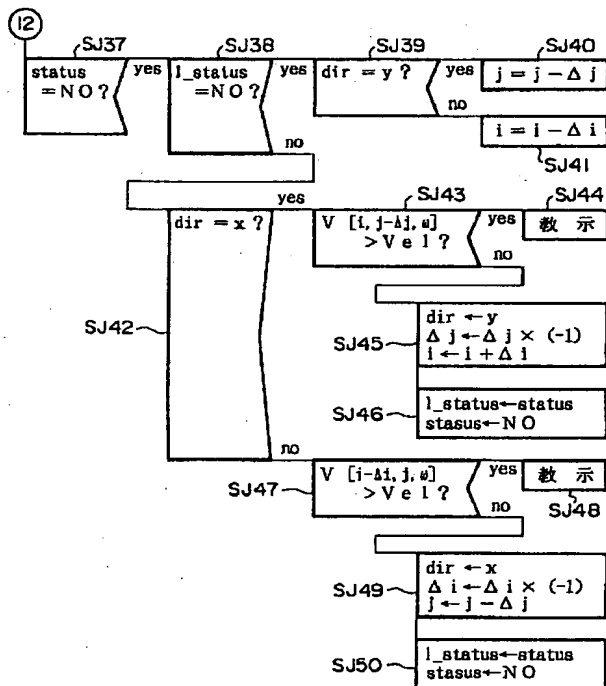 12
SJ37
SJ38
SJ39
SJ40
status
=NO?
yes
l_status
=NO?
yes
dir = y ?
yes
j = j - Δ j
no
i = i - Δ i
SJ41
no
yes
SJ43
SJ44
dir = x ?
V [i, j-Δj, ω]
> V e l ?
yes
教 示
no
SJ42
SJ45
dir ← y
Δ j ← Δ j × (-1)
i ← i + Δ i
SJ46
l_status←status
stasus←N O
no
SJ47
V [i-Δi, j, ω]
> V e l ?
yes
教 示
SJ48
no
SJ49
dir ← x
Δ i ← Δ i × (-1)
j ← j - Δ j
SJ50
l_status←status
stasus←N O